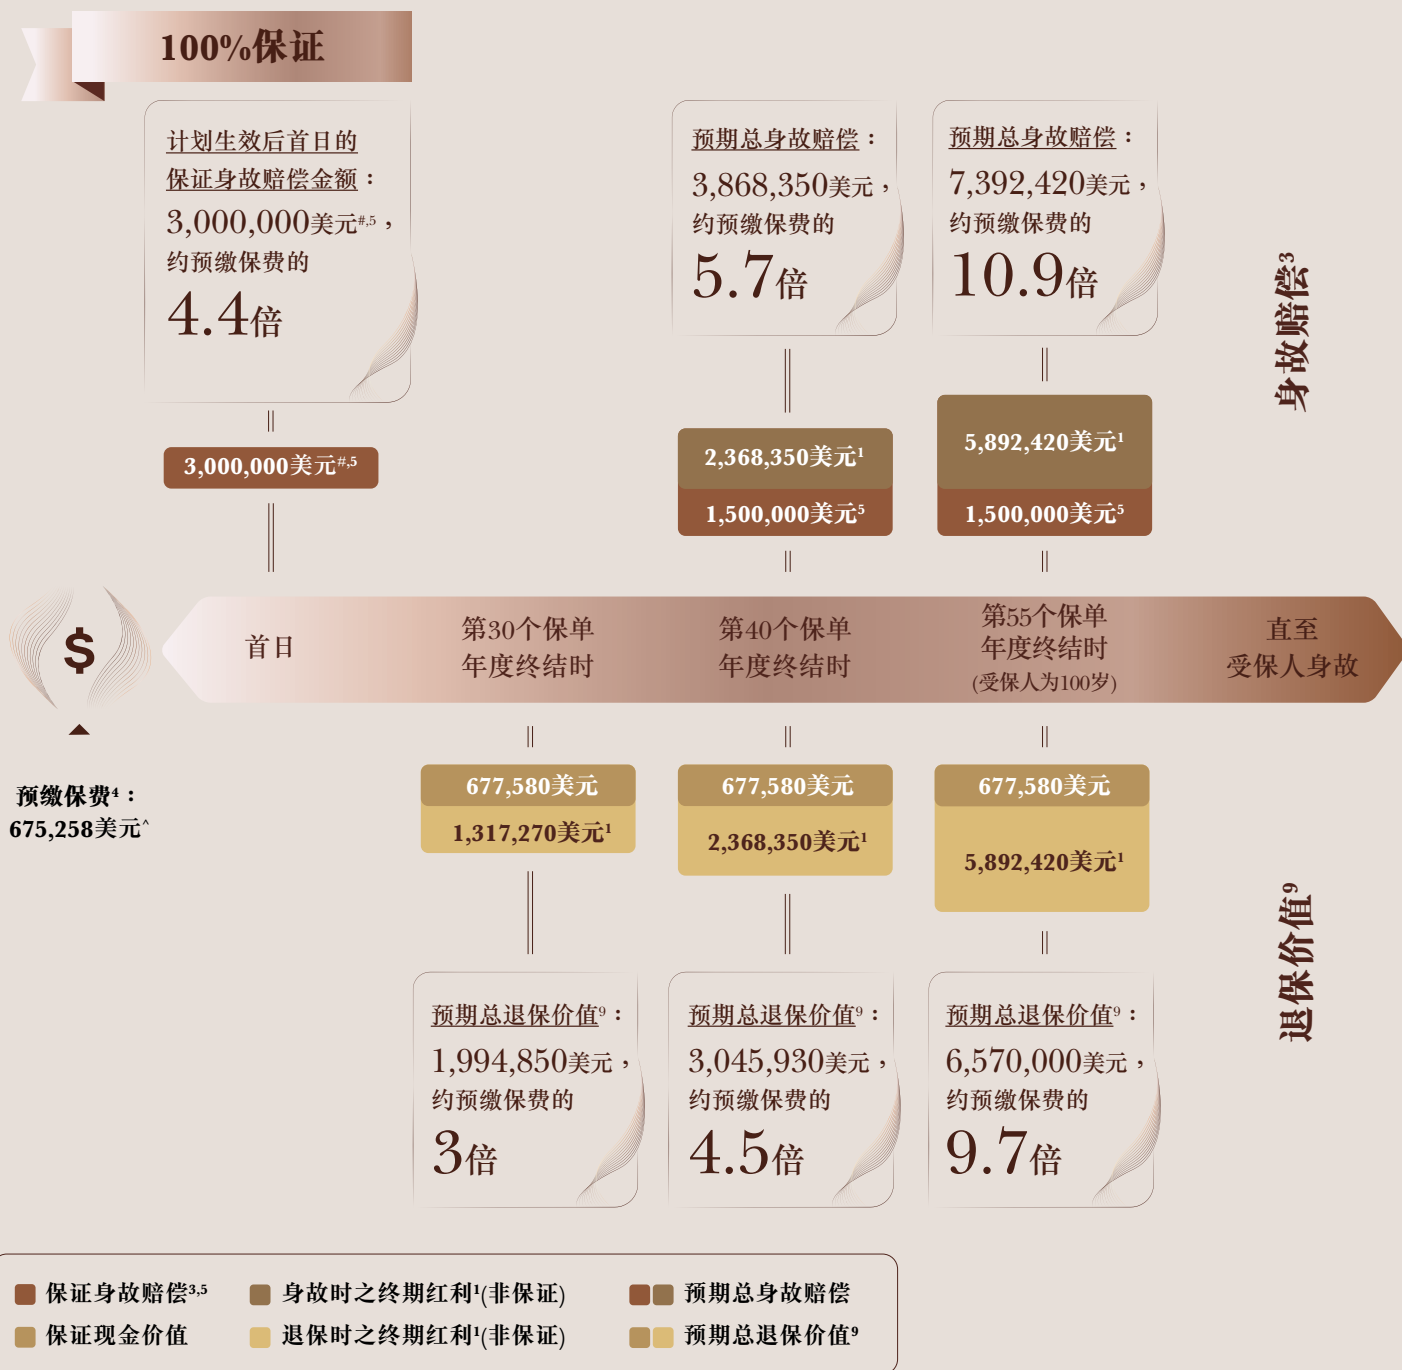 100%保证
计划生效后首日的
保证身故赔偿金额：
3,000,000美元#,5，
约预缴保费的
4.4倍
预期总身故赔偿：
3,868,350美元，
约预缴保费的
5.7倍
预期总身故赔偿：
7,392,420美元，
约预缴保费的
10.9倍
身故赔偿3
3,000,000美元#,5
2,368,350美元1
1,500,000美元5
5,892,420美元1
1,500,000美元5
$
首日
第30个保单
年度终结时
第40个保单
年度终结时
第55个保单
年度终结时
(受保人为100岁)
直至
受保人身故
预缴保费4：
675,258美元^
677,580美元
1,317,270美元1
677,580美元
2,368,350美元1
677,580美元
5,892,420美元1
退保价值9
预期总退保价值9：
1,994,850美元，
约预缴保费的
3倍
预期总退保价值9：
3,045,930美元，
约预缴保费的
4.5倍
预期总退保价值9：
6,570,000美元，
约预缴保费的
9.7倍
保证身故赔偿3,5
身故时之终期红利1(非保证)
预期总身故赔偿
保证现金价值
退保时之终期红利1(非保证)
预期总退保价值9